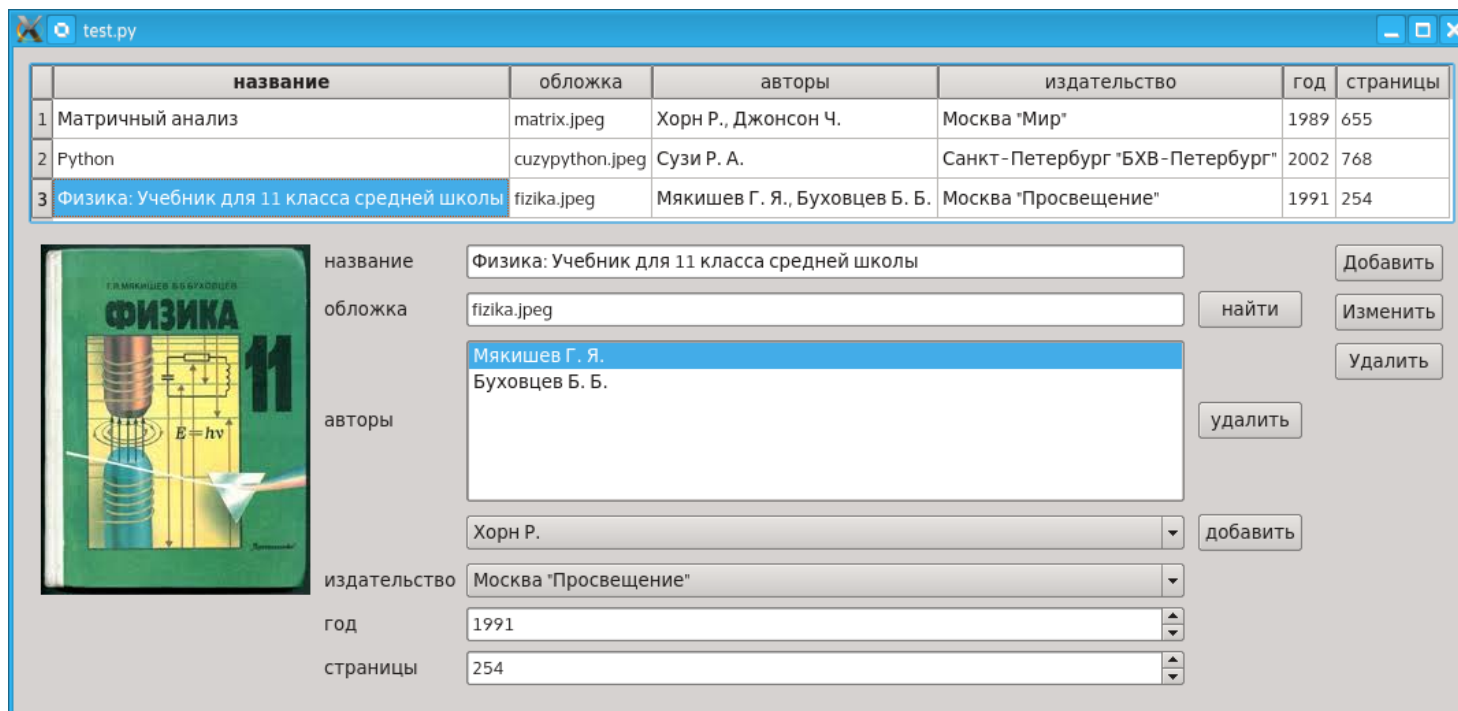 test.py
название обложка авторы издательство год страницы
1 Матричный анализ matrix.jpeg Хорн Р., Джонсон Ч. Москва "Мир" 1989 655
2 Python cuzypython.jpeg Сузи Р. А. Санкт-Петербург "БХВ-Петербург" 2002 768
3 Физика: Учебник для 11 класса средней школы fizika.jpeg Мякишев Г. Я., Буховцев Б. Б. Москва "Просвещение" 1991 254
Г.Я.МЯКИШЕВ Б.Б.БУХОВЦЕВ
ФИЗИКА
11
E=hν
название Физика: Учебник для 11 класса средней школы Добавить
обложка fizika.jpeg найти Изменить
Мякишев Г. Я. Удалить
Буховцев Б. Б.
авторы удалить
Хорн Р. добавить
издательство Москва "Просвещение"
год 1991
страницы 254